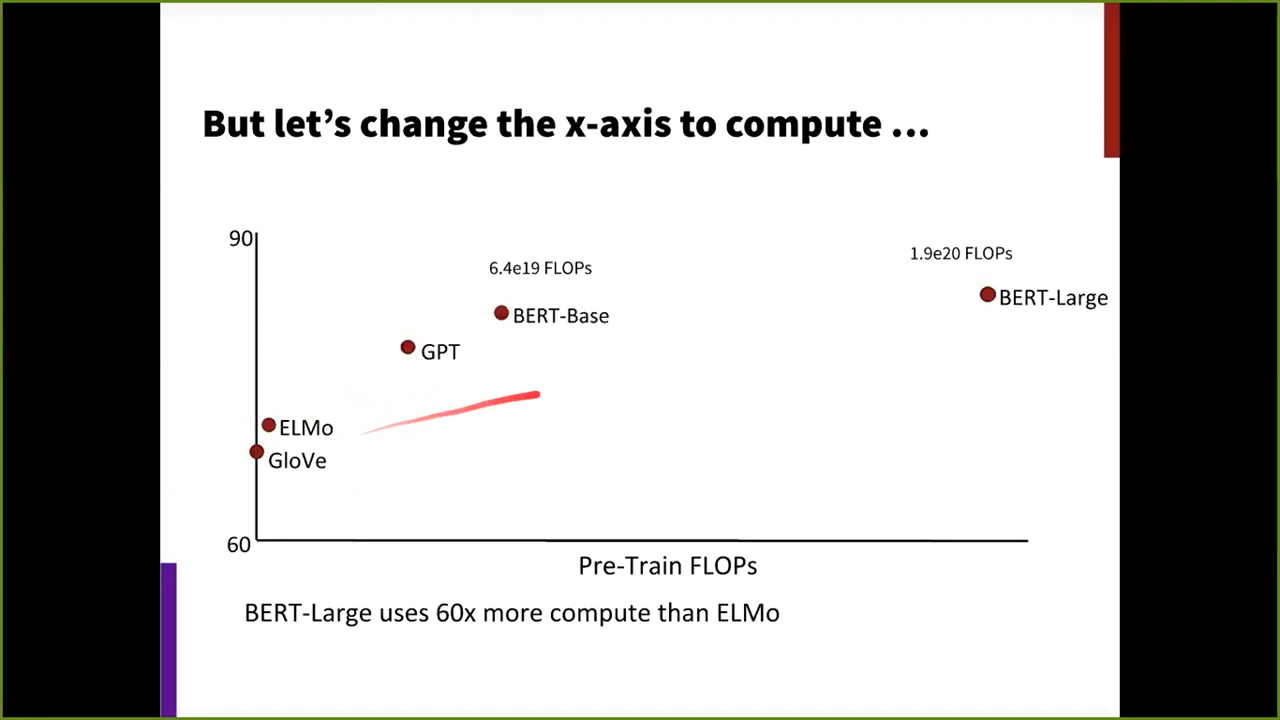 But let’s change the x-axis to compute ...
90
1.9e20 FLOPs
6.4e19 FLOPs
BERT-Large
BERT-Base
GPT
ELMo
GloVe
60
Pre-Train FLOPs
BERT-Large uses 60x more compute than ELMo